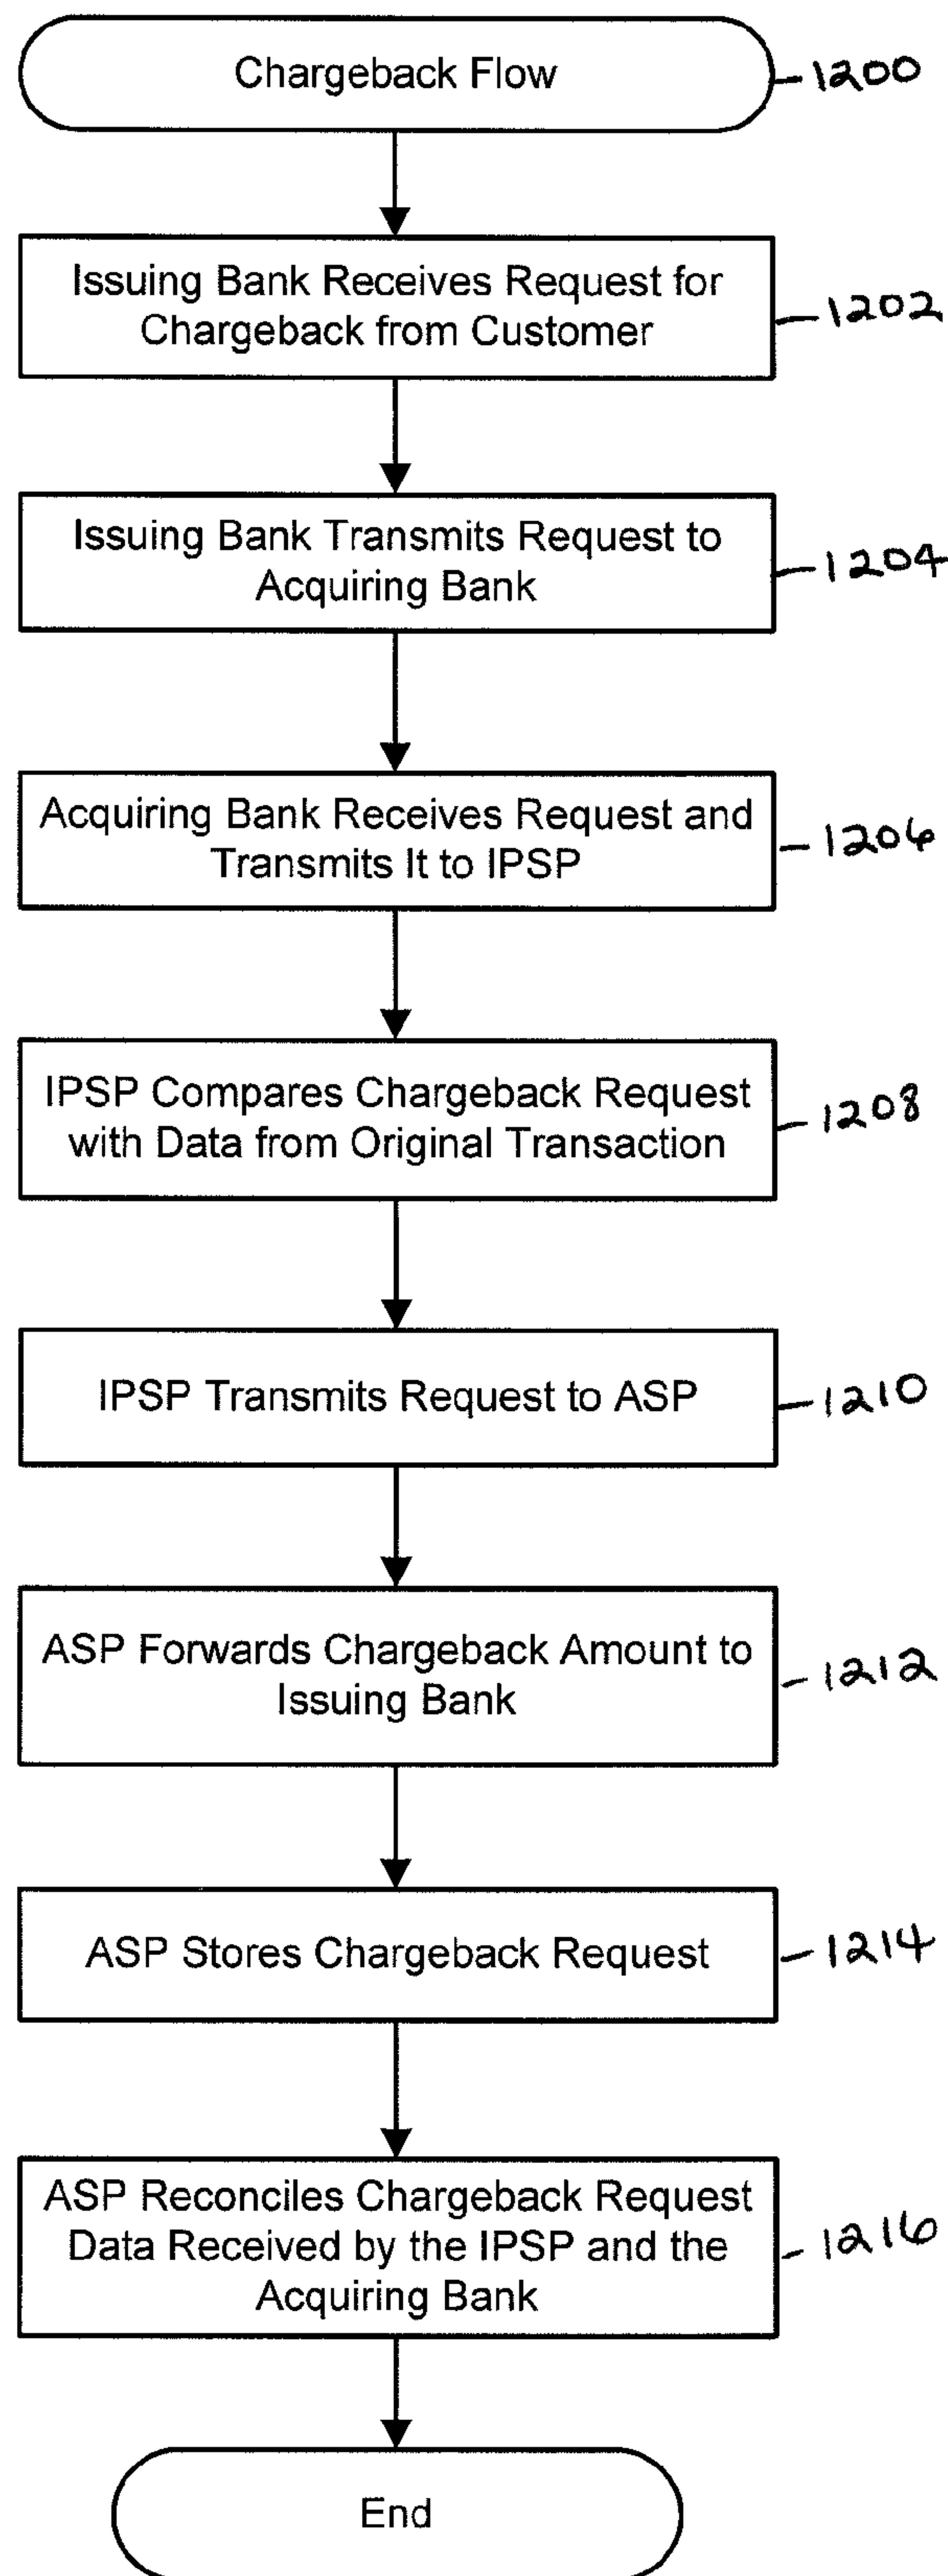 Chargeback Flow
1200
Issuing Bank Receives Request for
Chargeback from Customer
1202
Issuing Bank Transmits Request to
Acquiring Bank
1204
Acquiring Bank Receives Request and
Transmits It to IPSP
1206
IPSP Compares Chargeback Request
with Data from Original Transaction
1208
IPSP Transmits Request to ASP
1210
ASP Forwards Chargeback Amount to
Issuing Bank
1212
ASP Stores Chargeback Request
1214
ASP Reconciles Chargeback Request
Data Received by the IPSP and the
Acquiring Bank
1216
End